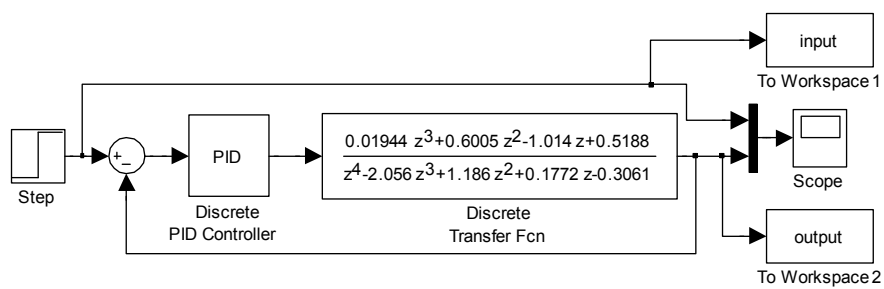 input
To Workspace 1
Step
+
-
PID
Discrete
PID Controller
0.01944 z3+0.6005 z2-1.014 z+0.5188
z4-2.056 z3+1.186 z2+0.1772 z-0.3061
Discrete
Transfer Fcn
Scope
output
To Workspace 2